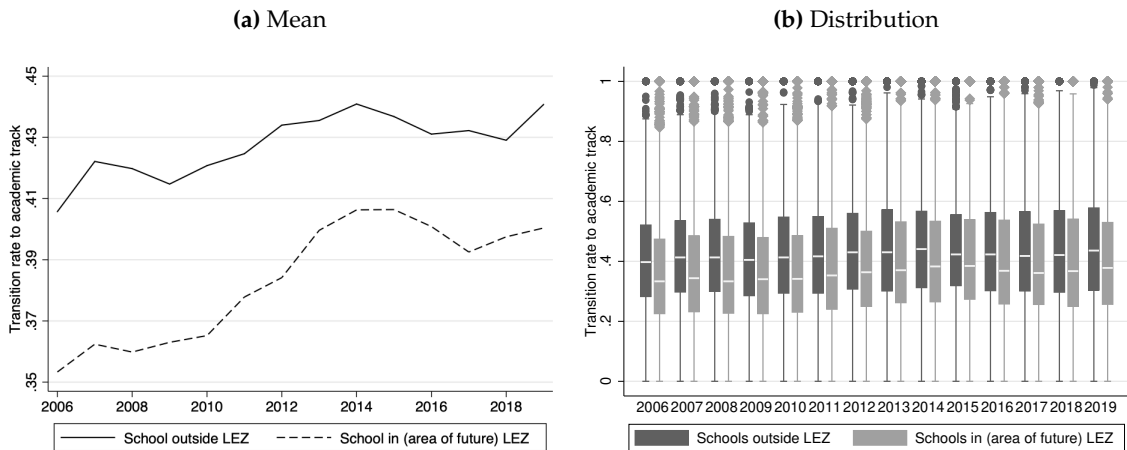 (a) Mean
Transition rate to academic track
.45
.43
.41
.39
.37
.35
2006 2008 2010 2012 2014 2016 2018
School outside LEZ School in (area of future) LEZ
(b) Distribution
Transition rate to academic track
1
.8
.6
.4
.2
0
2006 2007 2008 2009 2010 2011 2012 2013 2014 2015 2016 2017 2018 2019
Schools outside LEZ Schools in (area of future) LEZ